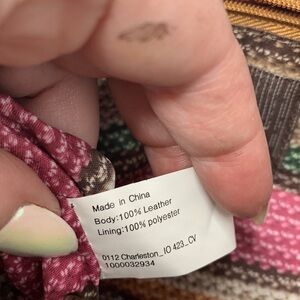 Made in China
Body:100% Leather
Lining:100% polyester
0112 Charleston_IO 423_CV
1000032934